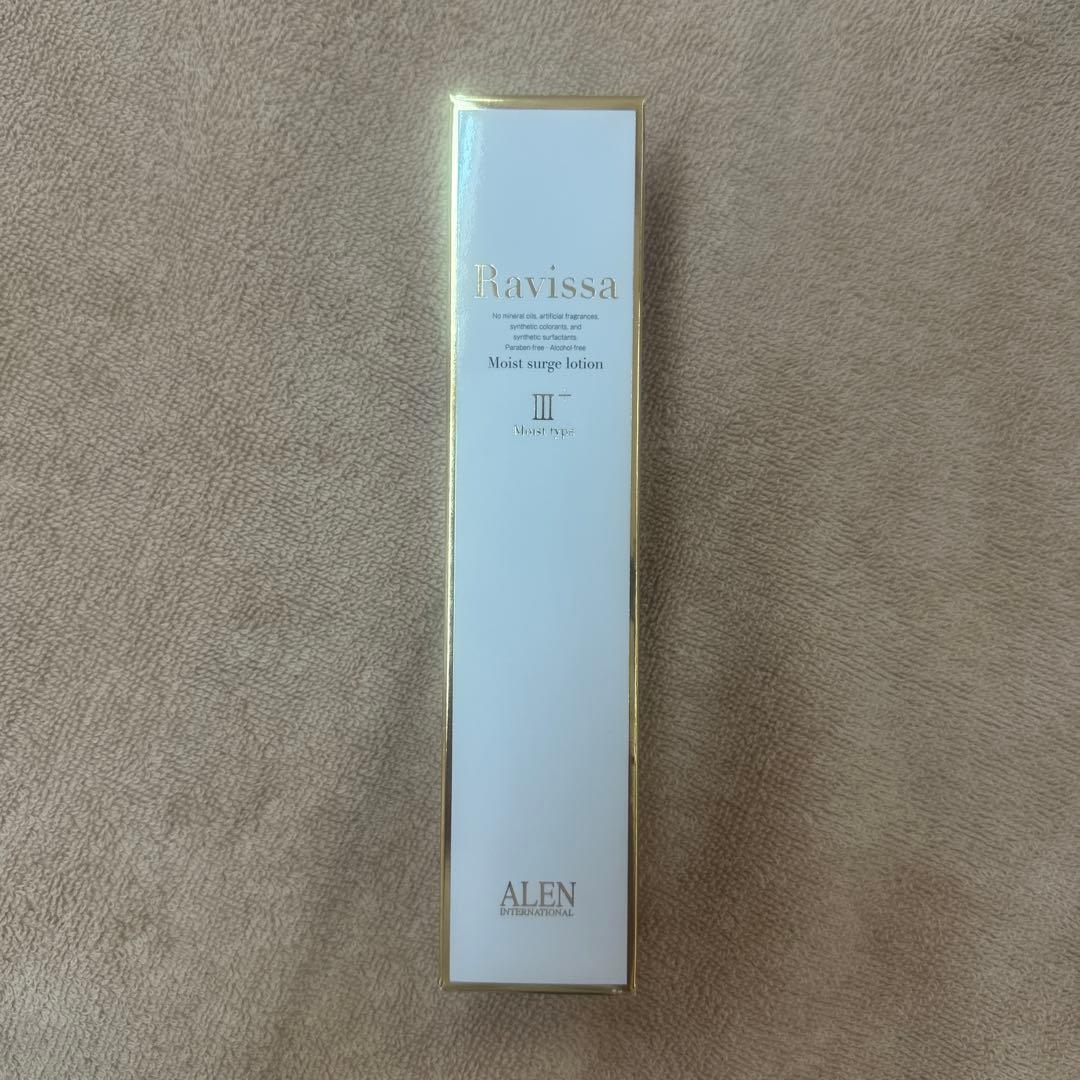 Ravissa
No mineral oils, artificial fragrances,
synthetic colorants, and
synthetic surfactants.
Paraben-free · Alcohol-free
Moist surge lotion
III+
Moist type
ALEN
INTERNATIONAL